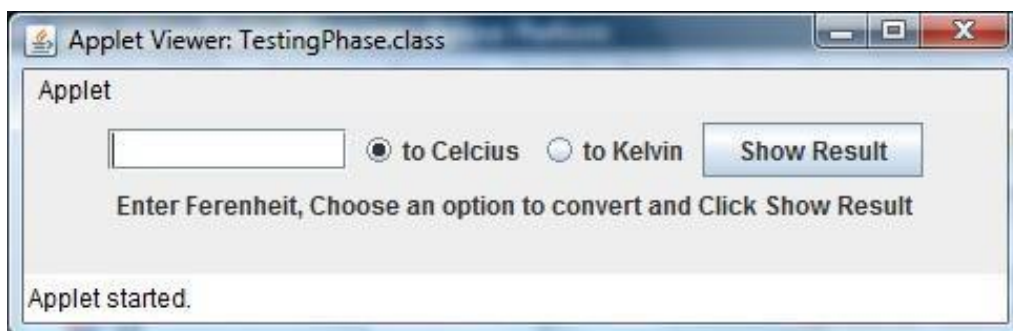 Applet Viewer: TestingPhase.class
Applet
to Celcius to Kelvin Show Result
Enter Ferenheit, Choose an option to convert and Click Show Result
Applet started.